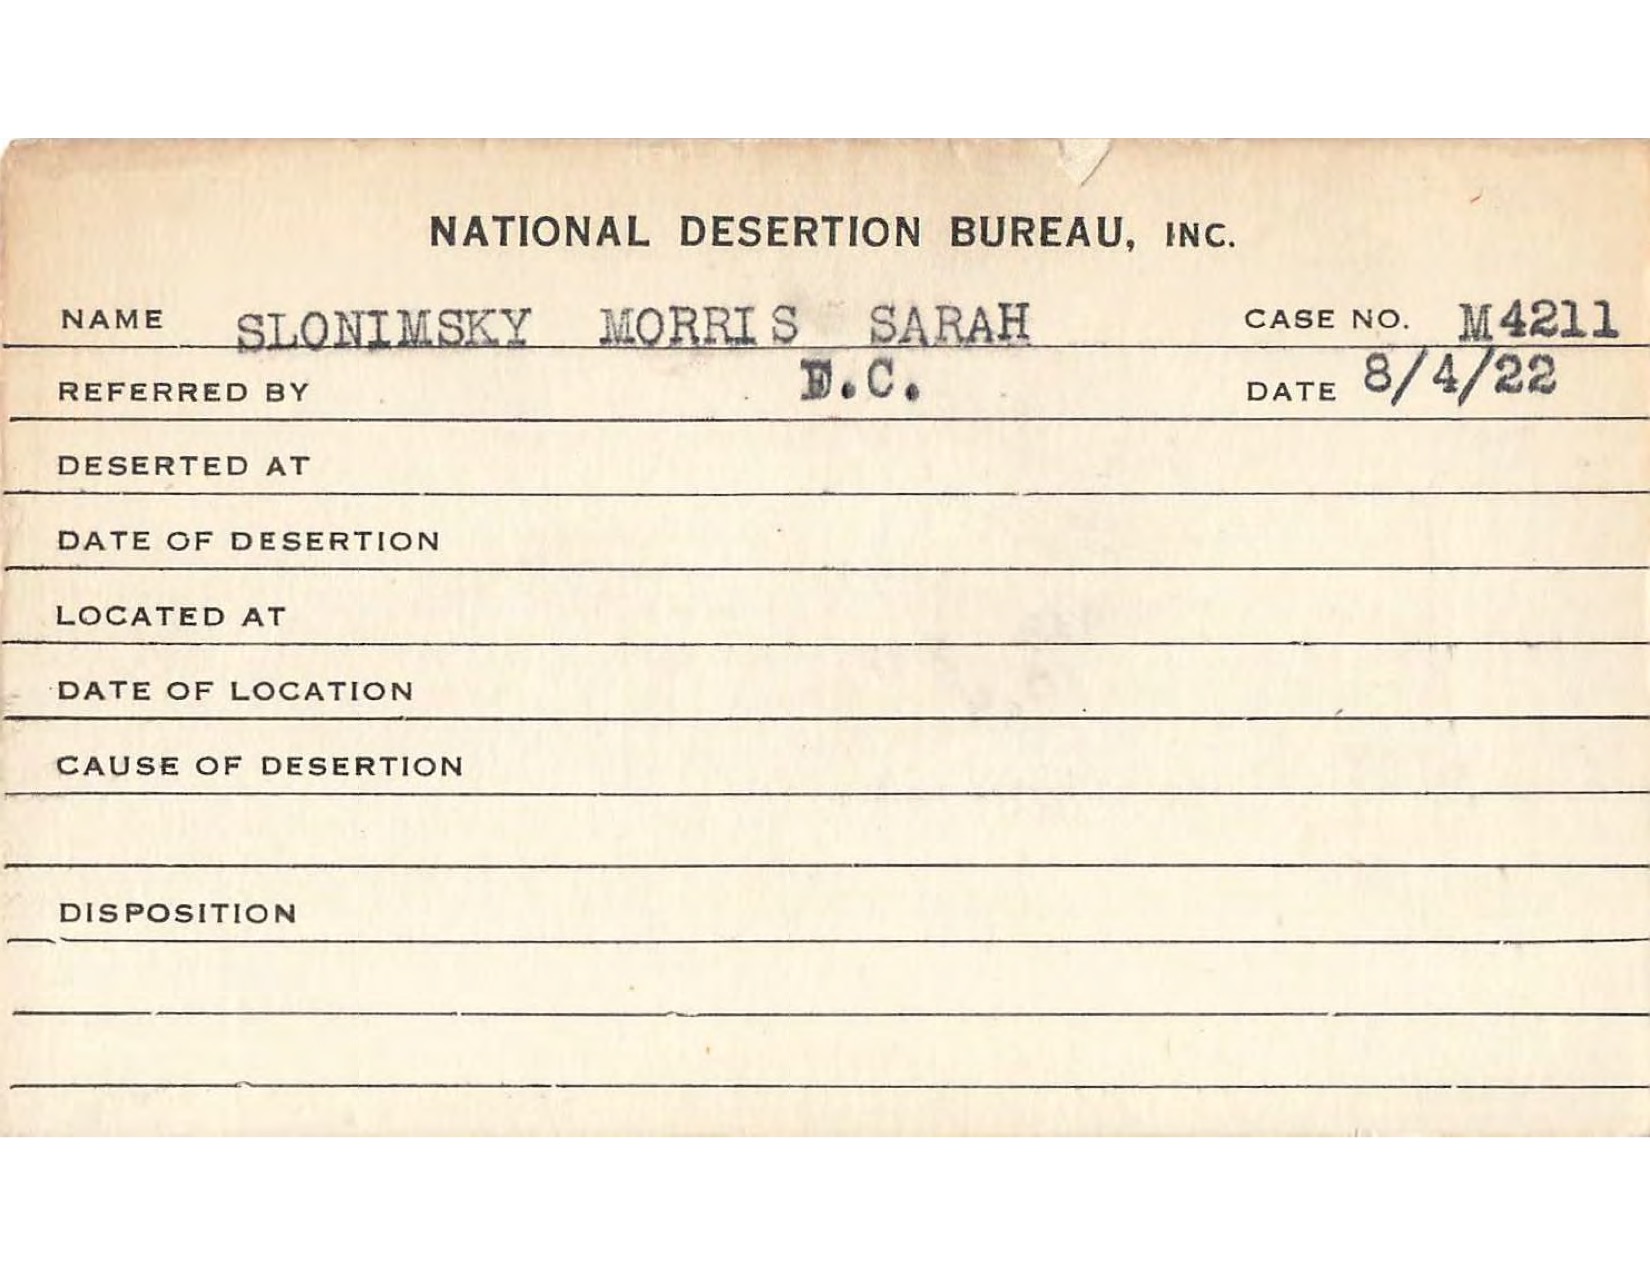 NATIONAL DESERTION BUREAU, INC.
NAME SLONIMSKY MORRIS SARAH CASE NO. M4211
REFERRED BY D.C. DATE 8/4/22
DESERTED AT
DATE OF DESERTION
LOCATED AT
DATE OF LOCATION
CAUSE OF DESERTION
DISPOSITION